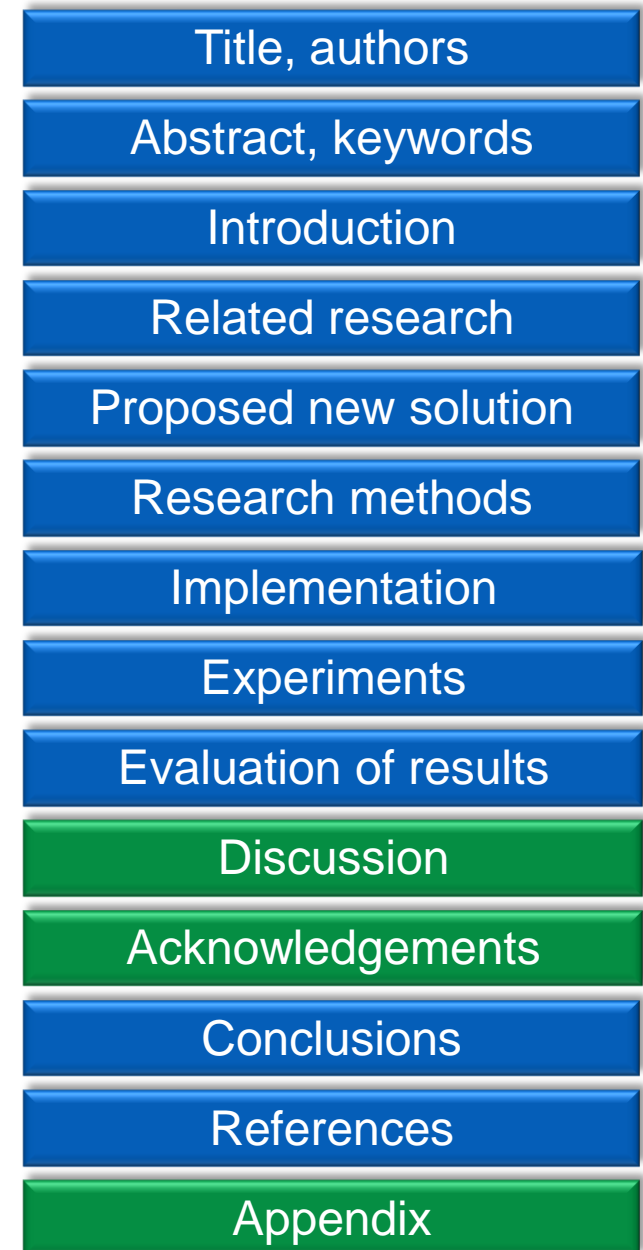 Title, authors
Abstract, keywords
Introduction
Related research
Proposed new solution
Research methods
Implementation
Experiments
Evaluation of results
Discussion
Acknowledgements
Conclusions
References
Appendix